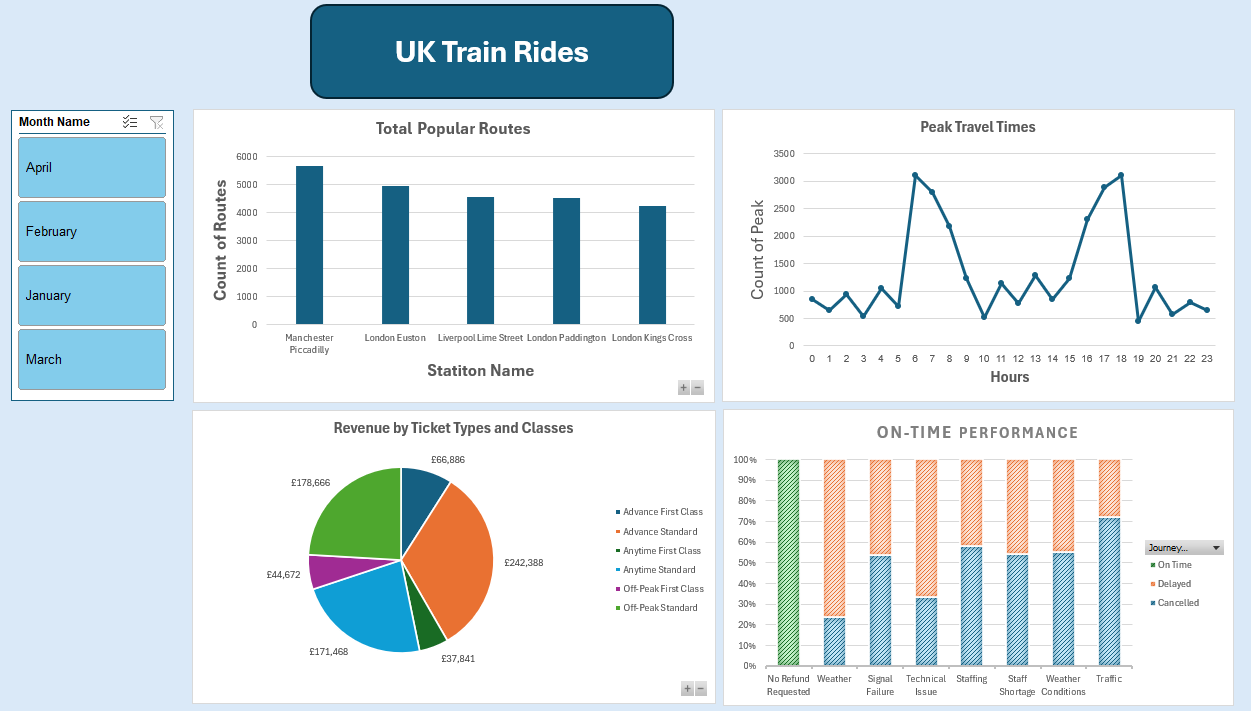 UK Train Rides
Month Name
April
February
January
March
Total Popular Routes
Count of Routes
6000
5000
4000
3000
2000
1000
0
Manchester
Piccadilly
London Euston
Liverpool Lime Street
London Paddington
London Kings Cross
Statiton Name
+ −
Peak Travel Times
Count of Peak
3500
3000
2500
2000
1500
1000
500
0
0 1 2 3 4 5 6 7 8 9 10 11 12 13 14 15 16 17 18 19 20 21 22 23
Hours
Revenue by Ticket Types and Classes
£66,886
£242,388
£37,841
£171,468
£44,672
£178,666
Advance First Class
Advance Standard
Anytime First Class
Anytime Standard
Off-Peak First Class
Off-Peak Standard
+ −
ON-TIME PERFORMANCE
100%
90%
80%
70%
60%
50%
40%
30%
20%
10%
0%
No Refund
Requested
Weather
Signal
Failure
Technical
Issue
Staffing
Staff
Shortage
Weather
Conditions
Traffic
Journey...
On Time
Delayed
Cancelled